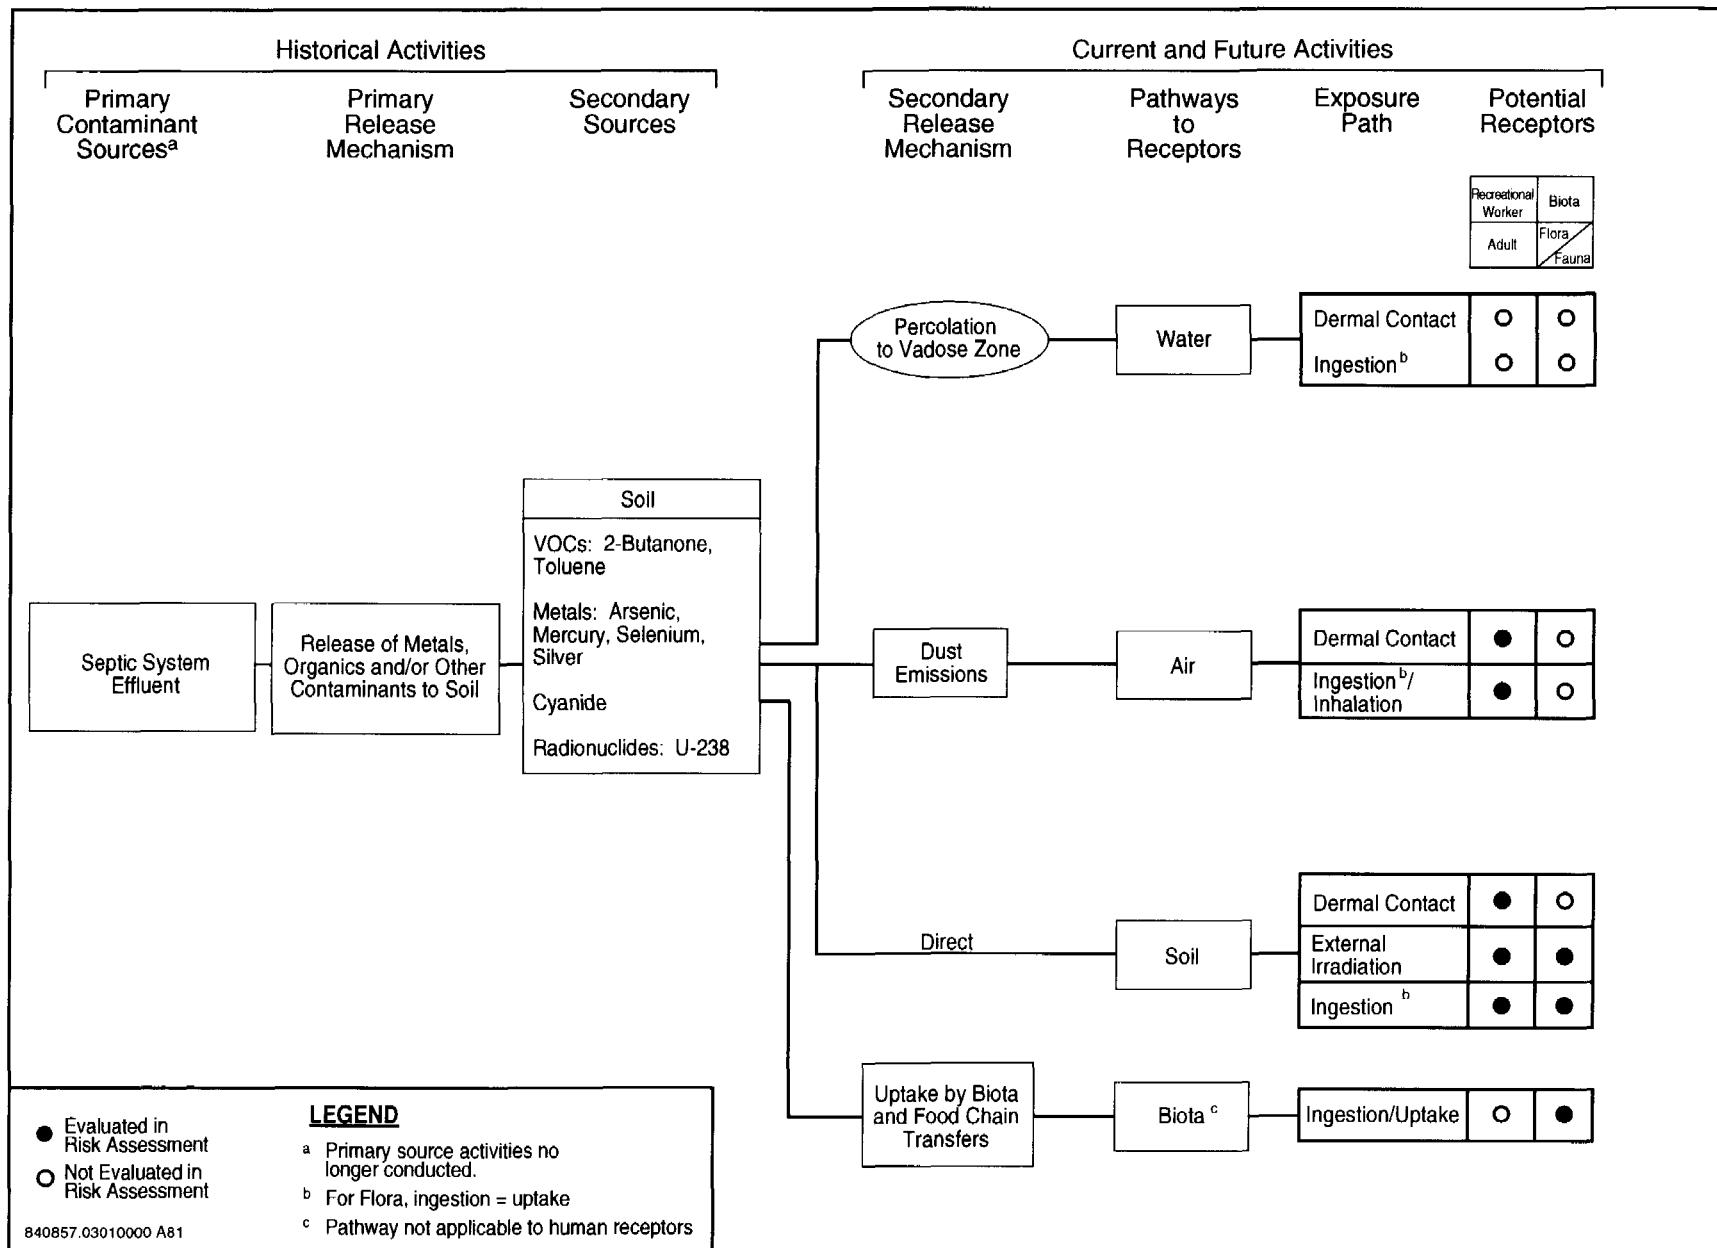 Historical Activities
Current and Future Activities
Primary
Contaminant
Sourcesa
Primary
Release
Mechanism
Secondary
Sources
Secondary
Release
Mechanism
Pathways
to
Receptors
Exposure
Path
Potential
Receptors
Recreational
Worker
Biota
Adult
Flora
Fauna
Percolation
to Vadose Zone
Water
Dermal Contact
Ingestion b
Soil
VOCs: 2-Butanone,
Toluene
Metals: Arsenic,
Mercury, Selenium,
Silver
Cyanide
Radionuclides: U-238
Septic System
Effluent
Release of Metals,
Organics and/or Other
Contaminants to Soil
Dust
Emissions
Air
Dermal Contact
Ingestion b/
Inhalation
Direct
Soil
Dermal Contact
External
Irradiation
Ingestion b
Uptake by Biota
and Food Chain
Transfers
Biota c
Ingestion/Uptake
LEGEND
Evaluated in
Risk Assessment
Not Evaluated in
Risk Assessment
a Primary source activities no
longer conducted.
b For Flora, ingestion = uptake
c Pathway not applicable to human receptors
840857.03010000 A81